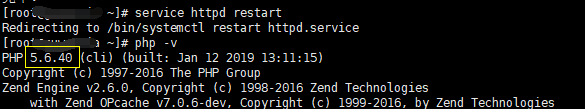 [root@ ~]# service httpd restart
Redirecting to /bin/systemctl restart httpd.service
[root@ a ~]# php -v
PHP 5.6.40 (cli) (built: Jan 12 2019 13:11:15)
Copyright (c) 1997-2016 The PHP Group
Zend Engine v2.6.0, Copyright (c) 1998-2016 Zend Technologies
    with Zend OPcache v7.0.6-dev, Copyright (c) 1999-2016, by Zend Technologies